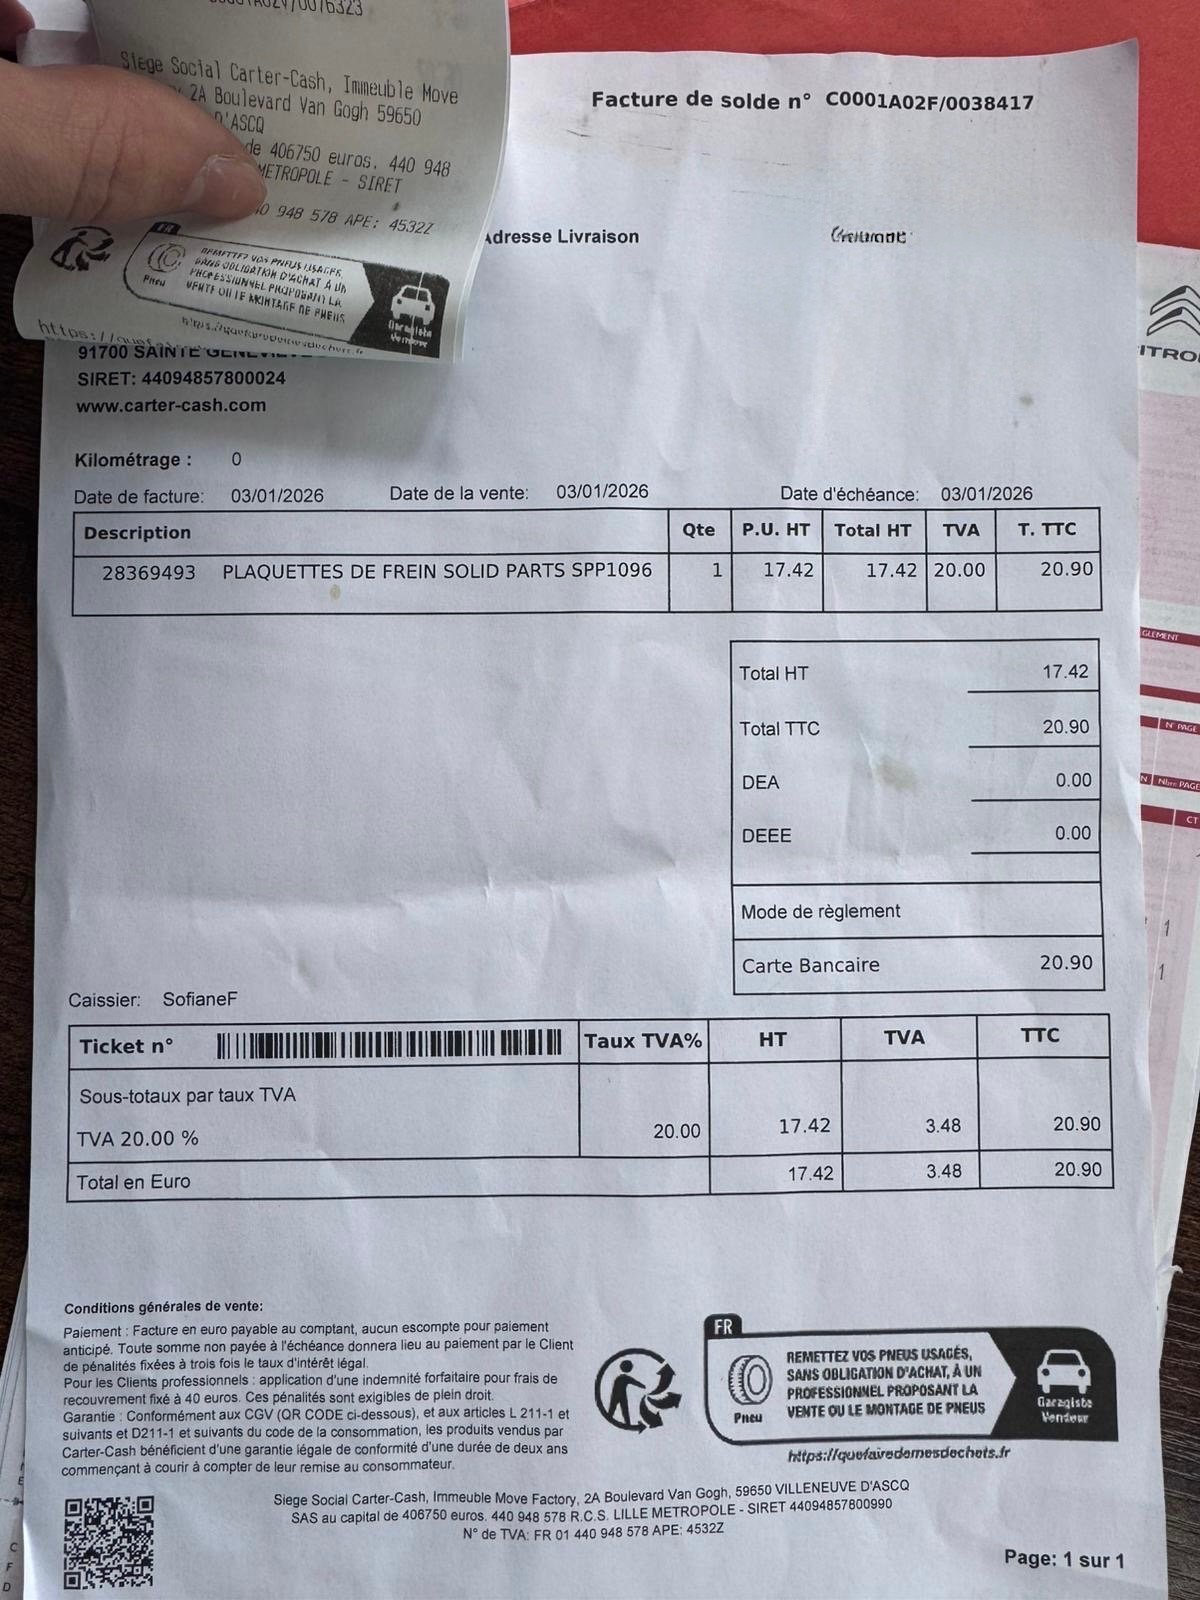 Siege Social Carter-Cash, Immeuble Move
2A Boulevard Van Gogh 59650
D'ASCQ
de 406750 euros. 440 948
METROPOLE - SIRET
948 578 APE: 4532Z
FR
REMETTEZ VOS PNEUS USAGÉS,
SANS OBLIGATION D'ACHAT, À UN
PROFESSIONNEL PROPOSANT LA
VENTE OU LE MONTAGE DE PNEUS
Pneu
Garagiste
Vendeur
Facture de solde n° C0001A02F/0038417
Adresse Livraison
91700 SAINTE
SIRET: 44094857800024
www.carter-cash.com
Kilométrage : 0
Date de facture: 03/01/2026 Date de la vente: 03/01/2026 Date d'échéance: 03/01/2026
Description Qte P.U. HT Total HT TVA T. TTC
28369493 PLAQUETTES DE FREIN SOLID PARTS SPP1096 1 17.42 17.42 20.00 20.90
Total HT 17.42
Total TTC 20.90
DEA 0.00
DEEE 0.00
Mode de règlement
Carte Bancaire 20.90
Caissier: SofianeF
Ticket n° Taux TVA% HT TVA TTC
Sous-totaux par taux TVA
TVA 20.00 % 20.00 17.42 3.48 20.90
Total en Euro 17.42 3.48 20.90
Conditions générales de vente:
Paiement : Facture en euro payable au comptant, aucun escompte pour paiement
anticipé. Toute somme non payée à l'échéance donnera lieu au paiement par le Client
de pénalités fixées à trois fois le taux d'intérêt légal.
Pour les Clients professionnels : application d'une indemnité forfaitaire pour frais de
recouvrement fixé à 40 euros. Ces pénalités sont exigibles de plein droit.
Garantie : Conformément aux CGV (QR CODE ci-dessous), et aux articles L 211-1 et
suivants et D211-1 et suivants du code de la consommation, les produits vendus par
Carter-Cash bénéficient d'une garantie légale de conformité d'une durée de deux ans
commençant à courir à compter de leur remise au consommateur.
FR
REMETTEZ VOS PNEUS USAGÉS,
SANS OBLIGATION D'ACHAT, À UN
PROFESSIONNEL PROPOSANT LA
VENTE OU LE MONTAGE DE PNEUS
Pneu
Garagiste
Vendeur
https://quefairedemesdechets.fr
Siege Social Carter-Cash, Immeuble Move Factory, 2A Boulevard Van Gogh, 59650 VILLENEUVE D'ASCQ
SAS au capital de 406750 euros. 440 948 578 R.C.S. LILLE METROPOLE - SIRET 44094857800990
N° de TVA: FR 01 440 948 578 APE: 4532Z
Page: 1 sur 1
N° PAGE
Nbre PAGE
CT
1
1